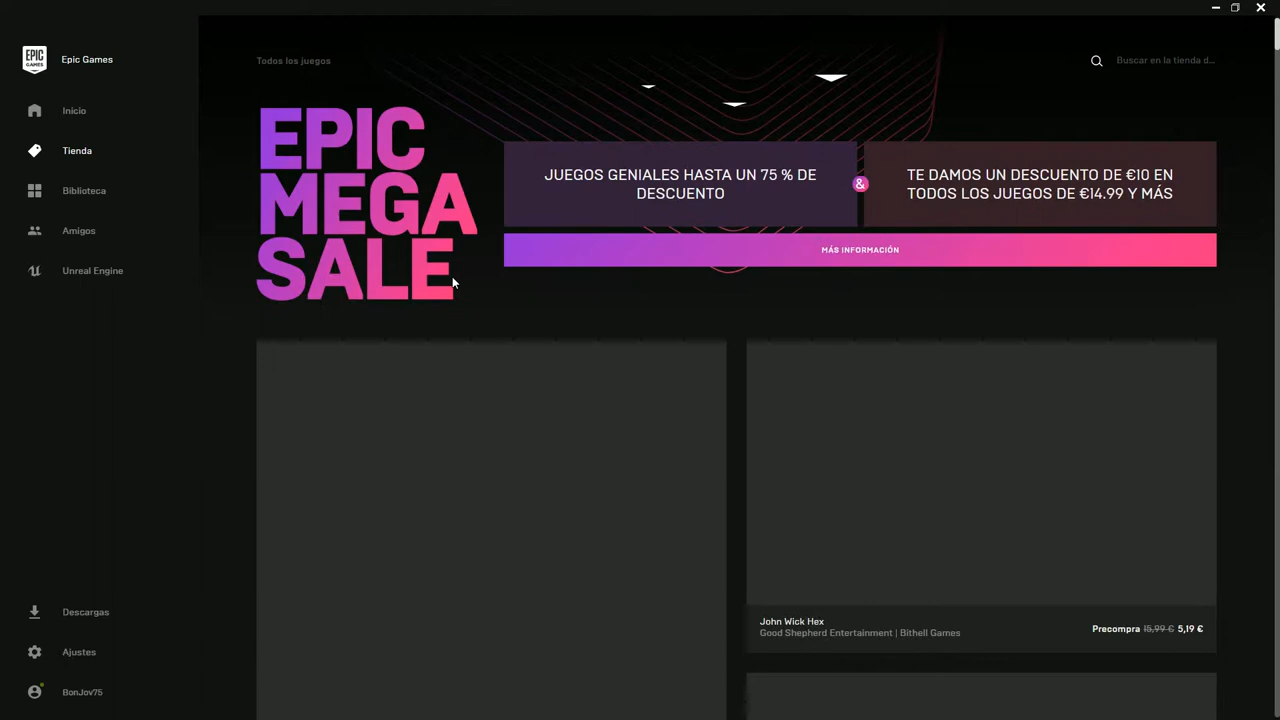 EPIC
GAMES
Epic Games
Inicio
Tienda
Biblioteca
Amigos
Unreal Engine
Descargas
Ajustes
BonJov75
Todos los juegos
Buscar en la tienda d...
EPIC
MEGA
SALE
JUEGOS GENIALES HASTA UN 75 % DE
DESCUENTO
&
TE DAMOS UN DESCUENTO DE €10 EN
TODOS LOS JUEGOS DE €14.99 Y MÁS
MÁS INFORMACIÓN
John Wick Hex
Good Shepherd Entertainment | Bithell Games
Precompra 15,99 € 5,19 €